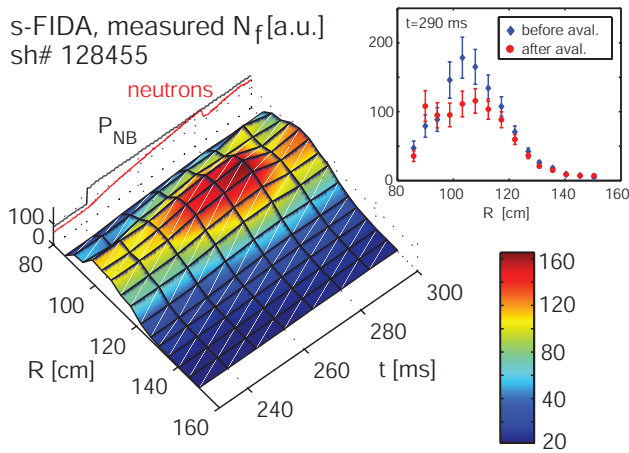 s-FIDA, measured N_f [a.u.]
sh# 128455
neutrons
P_NB
100
0
80
100
120
140
160
R [cm]
240
260
280
300
t [ms]
t=290 ms
before aval.
after aval.
200
100
0
80
100
120
140
160
R [cm]
160
120
80
40
20